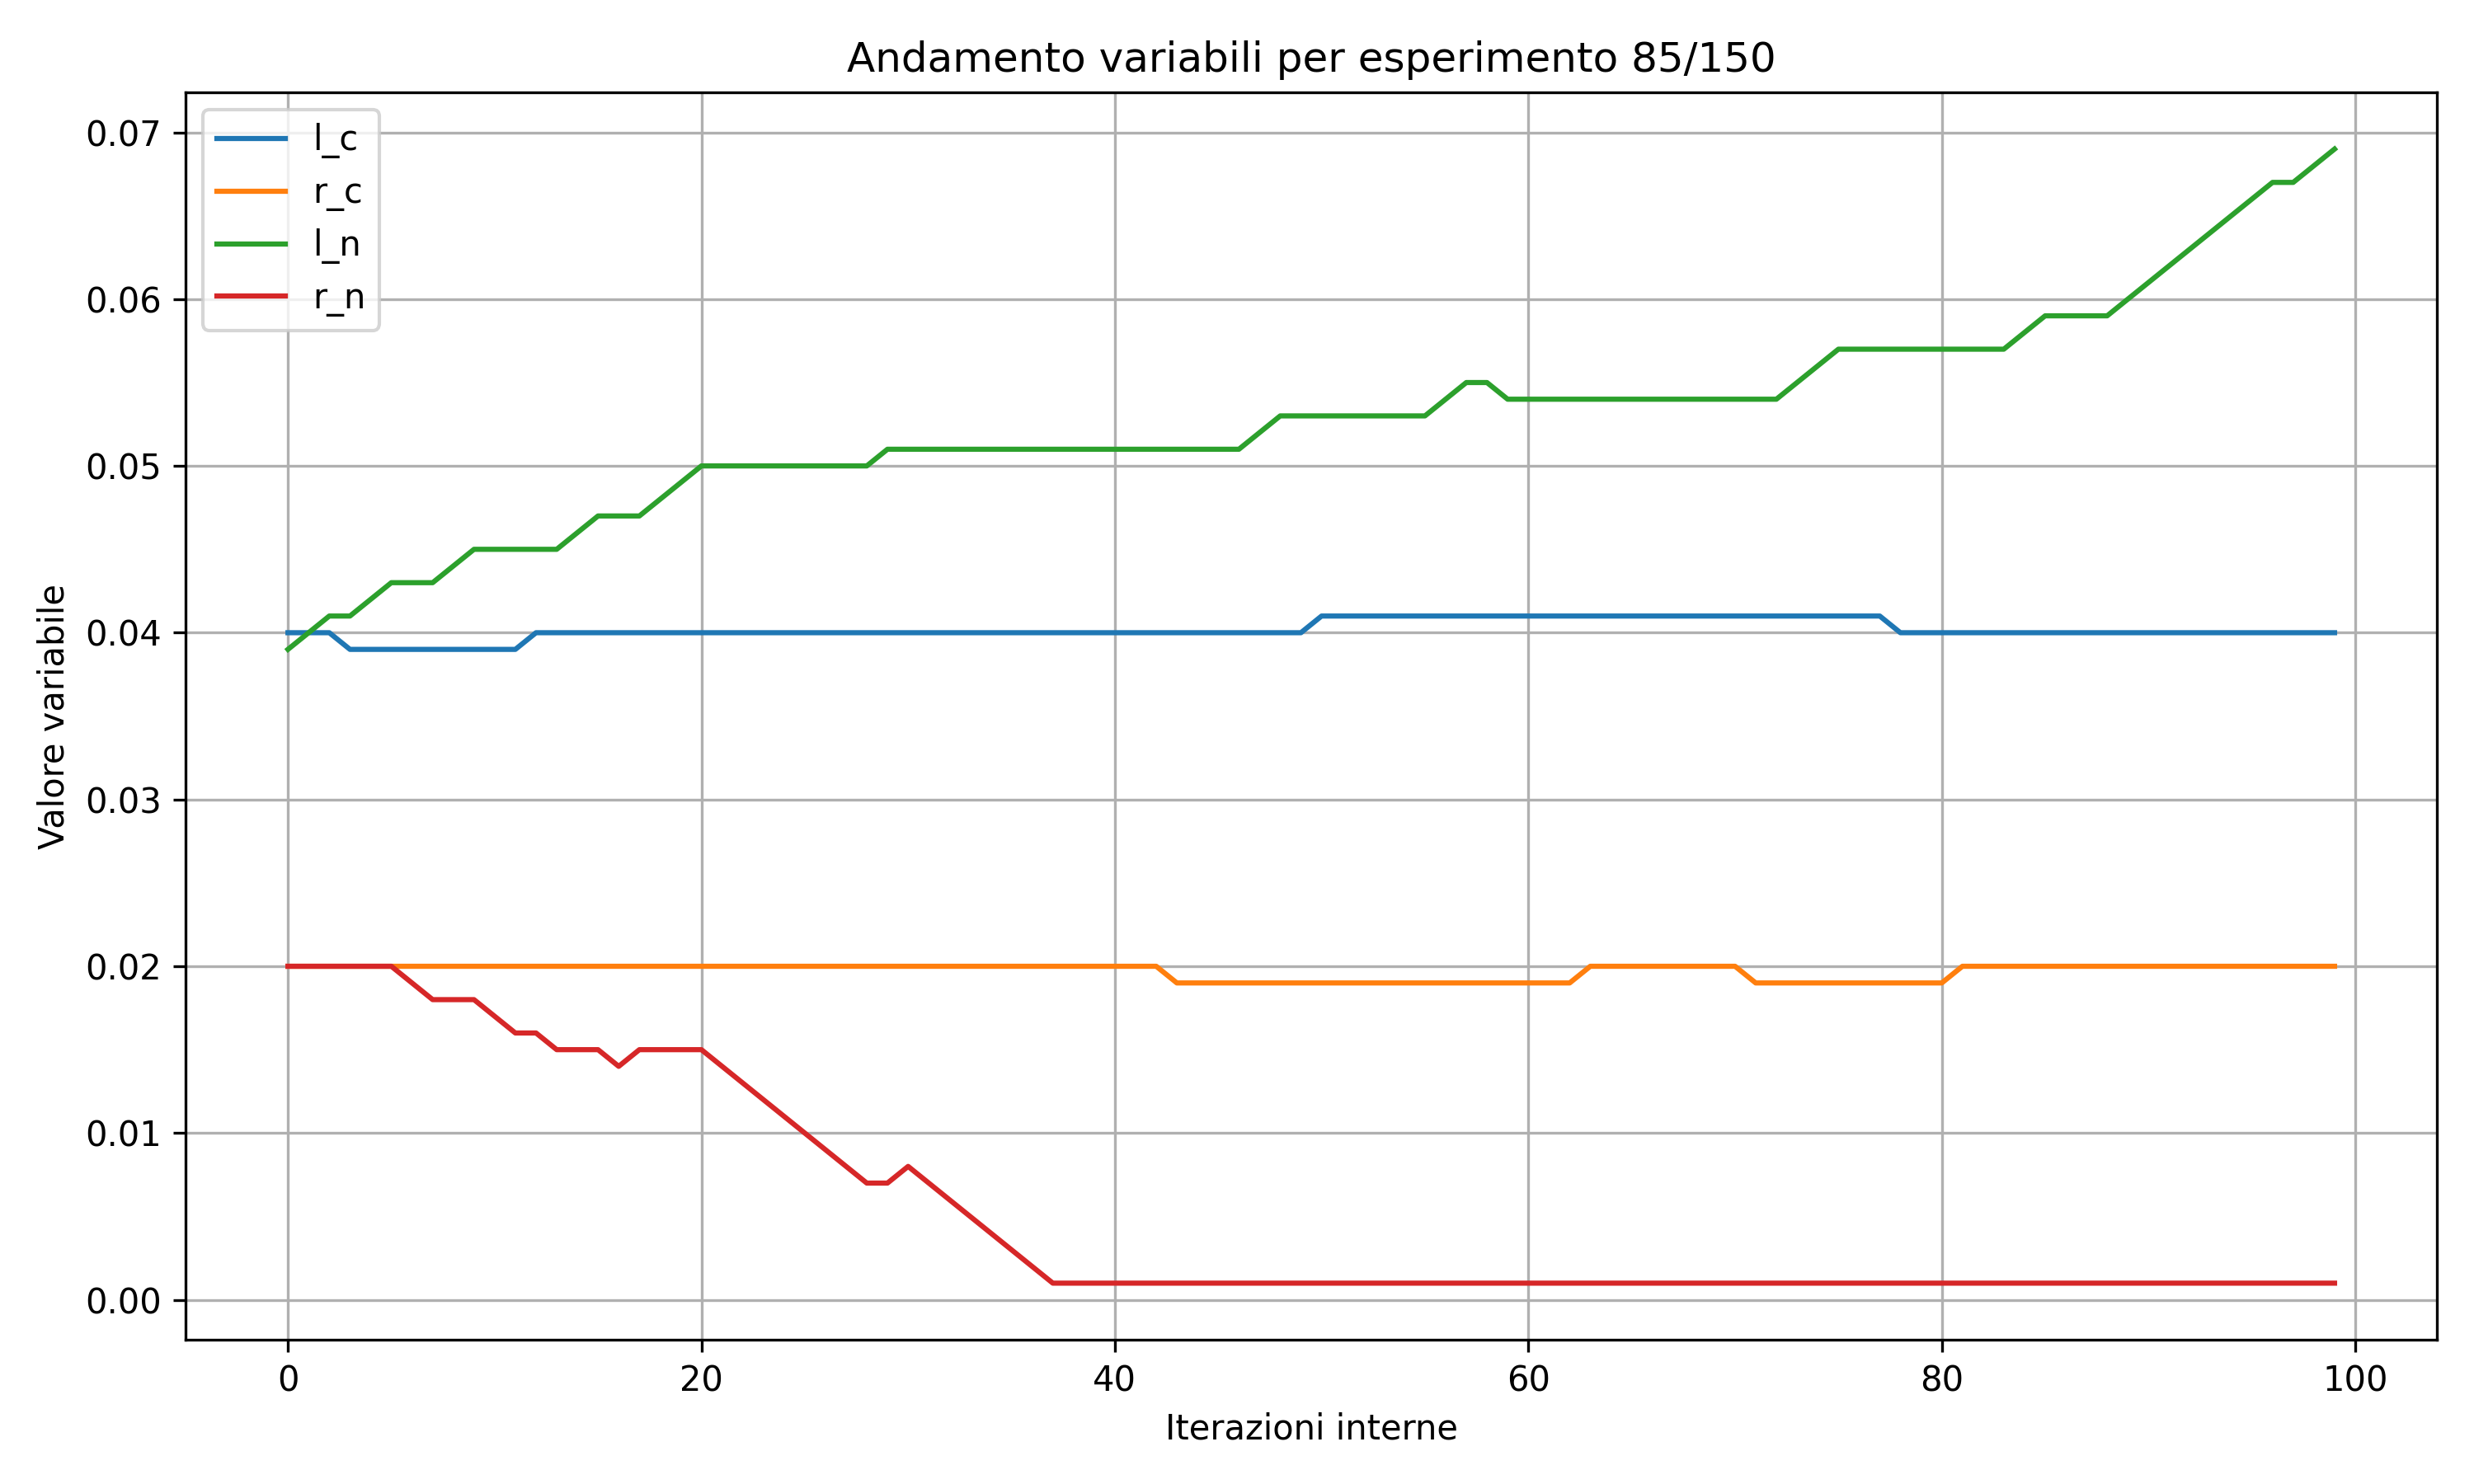 Andamento variabili per esperimento 85/150
l_c
r_c
l_n
r_n
Valore variabile
0.07
0.06
0.05
0.04
0.03
0.02
0.01
0.00
0 20 40 60 80 100
Iterazioni interne